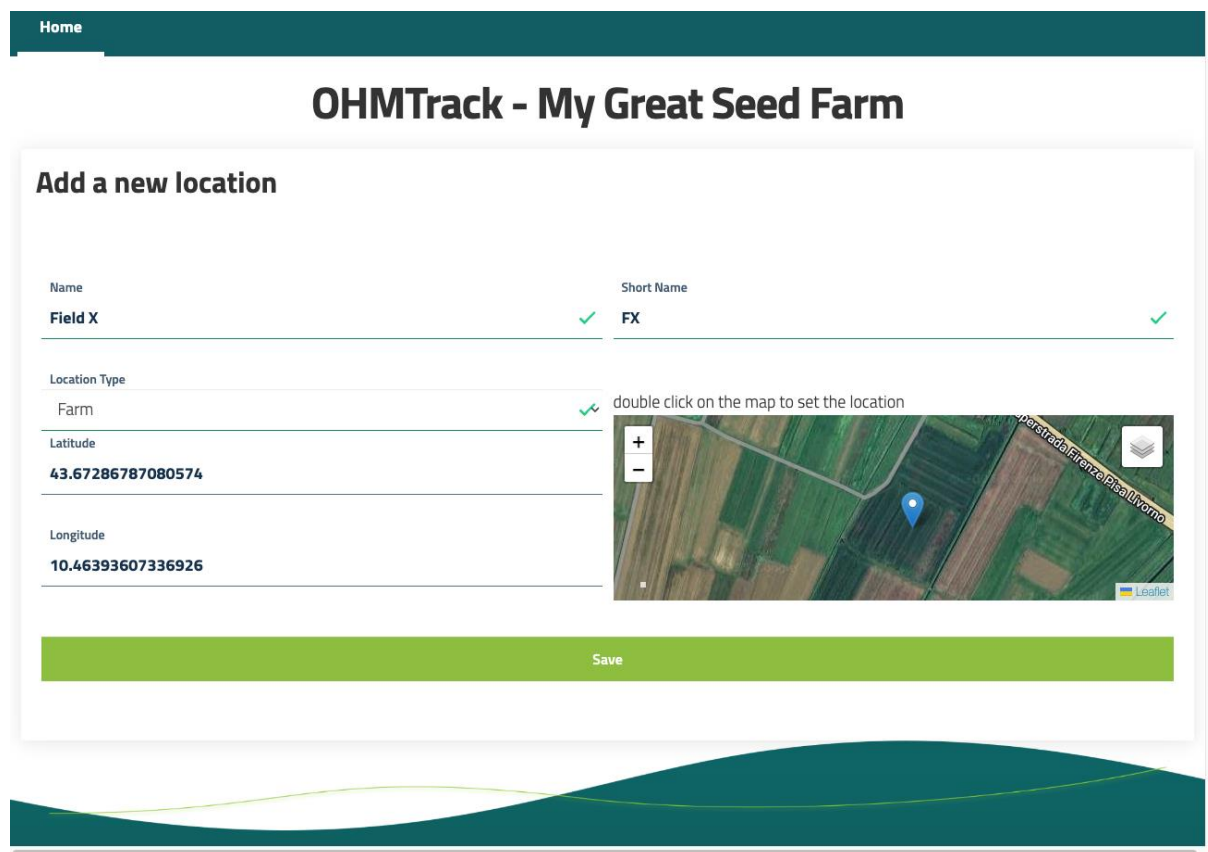 Home
OHMTrack - My Great Seed Farm
Add a new location
Name
Field X
Short Name
FX
Location Type
Farm
Latitude
43.67286787080574
Longitude
10.46393607336926
double click on the map to set the location
+
−
Superstrada Firenze Pisa Livorno
Leaflet
Save